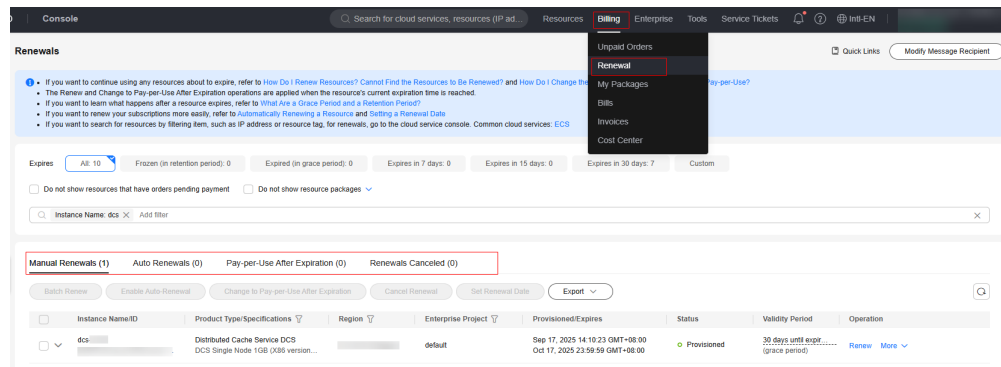 Console
Search for cloud services, resources (IP ad...
Resources
Billing
Enterprise
Tools
Service Tickets
Intl-EN
Unpaid Orders
Renewal
My Packages
Bills
Invoices
Cost Center
Renewals
Quick Links
Modify Message Recipient
If you want to continue using any resources about to expire, refer to How Do I Renew Resources? Cannot Find the Resources to Be Renewed? and How Do I Change the Pay-per-Use?
The Renew and Change to Pay-per-Use After Expiration operations are applied when the resource's current expiration time is reached.
If you want to learn what happens after a resource expires, refer to What Are a Grace Period and a Retention Period?
If you want to renew your subscriptions more easily, refer to Automatically Renewing a Resource and Setting a Renewal Date
If you want to search for resources by filtering item, such as IP address or resource tag, for renewals, go to the cloud service console. Common cloud services: ECS
Expires
All: 10
Frozen (in retention period): 0
Expired (in grace period): 0
Expires in 7 days: 0
Expires in 15 days: 0
Expires in 30 days: 7
Custom
Do not show resources that have orders pending payment
Do not show resource packages
Instance Name: dcs
Add filter
Manual Renewals (1)
Auto Renewals (0)
Pay-per-Use After Expiration (0)
Renewals Canceled (0)
Batch Renew
Enable Auto-Renewal
Change to Pay-per-Use After Expiration
Cancel Renewal
Set Renewal Date
Export
Instance Name/ID
Product Type/Specifications
Region
Enterprise Project
Provisioned/Expires
Status
Validity Period
Operation
dcs
Distributed Cache Service DCS
DCS Single Node 1GB (X86 version...
default
Sep 17, 2025 14:10:23 GMT+08:00
Oct 17, 2025 23:59:59 GMT+08:00
Provisioned
30 days until expir...
(grace period)
Renew
More